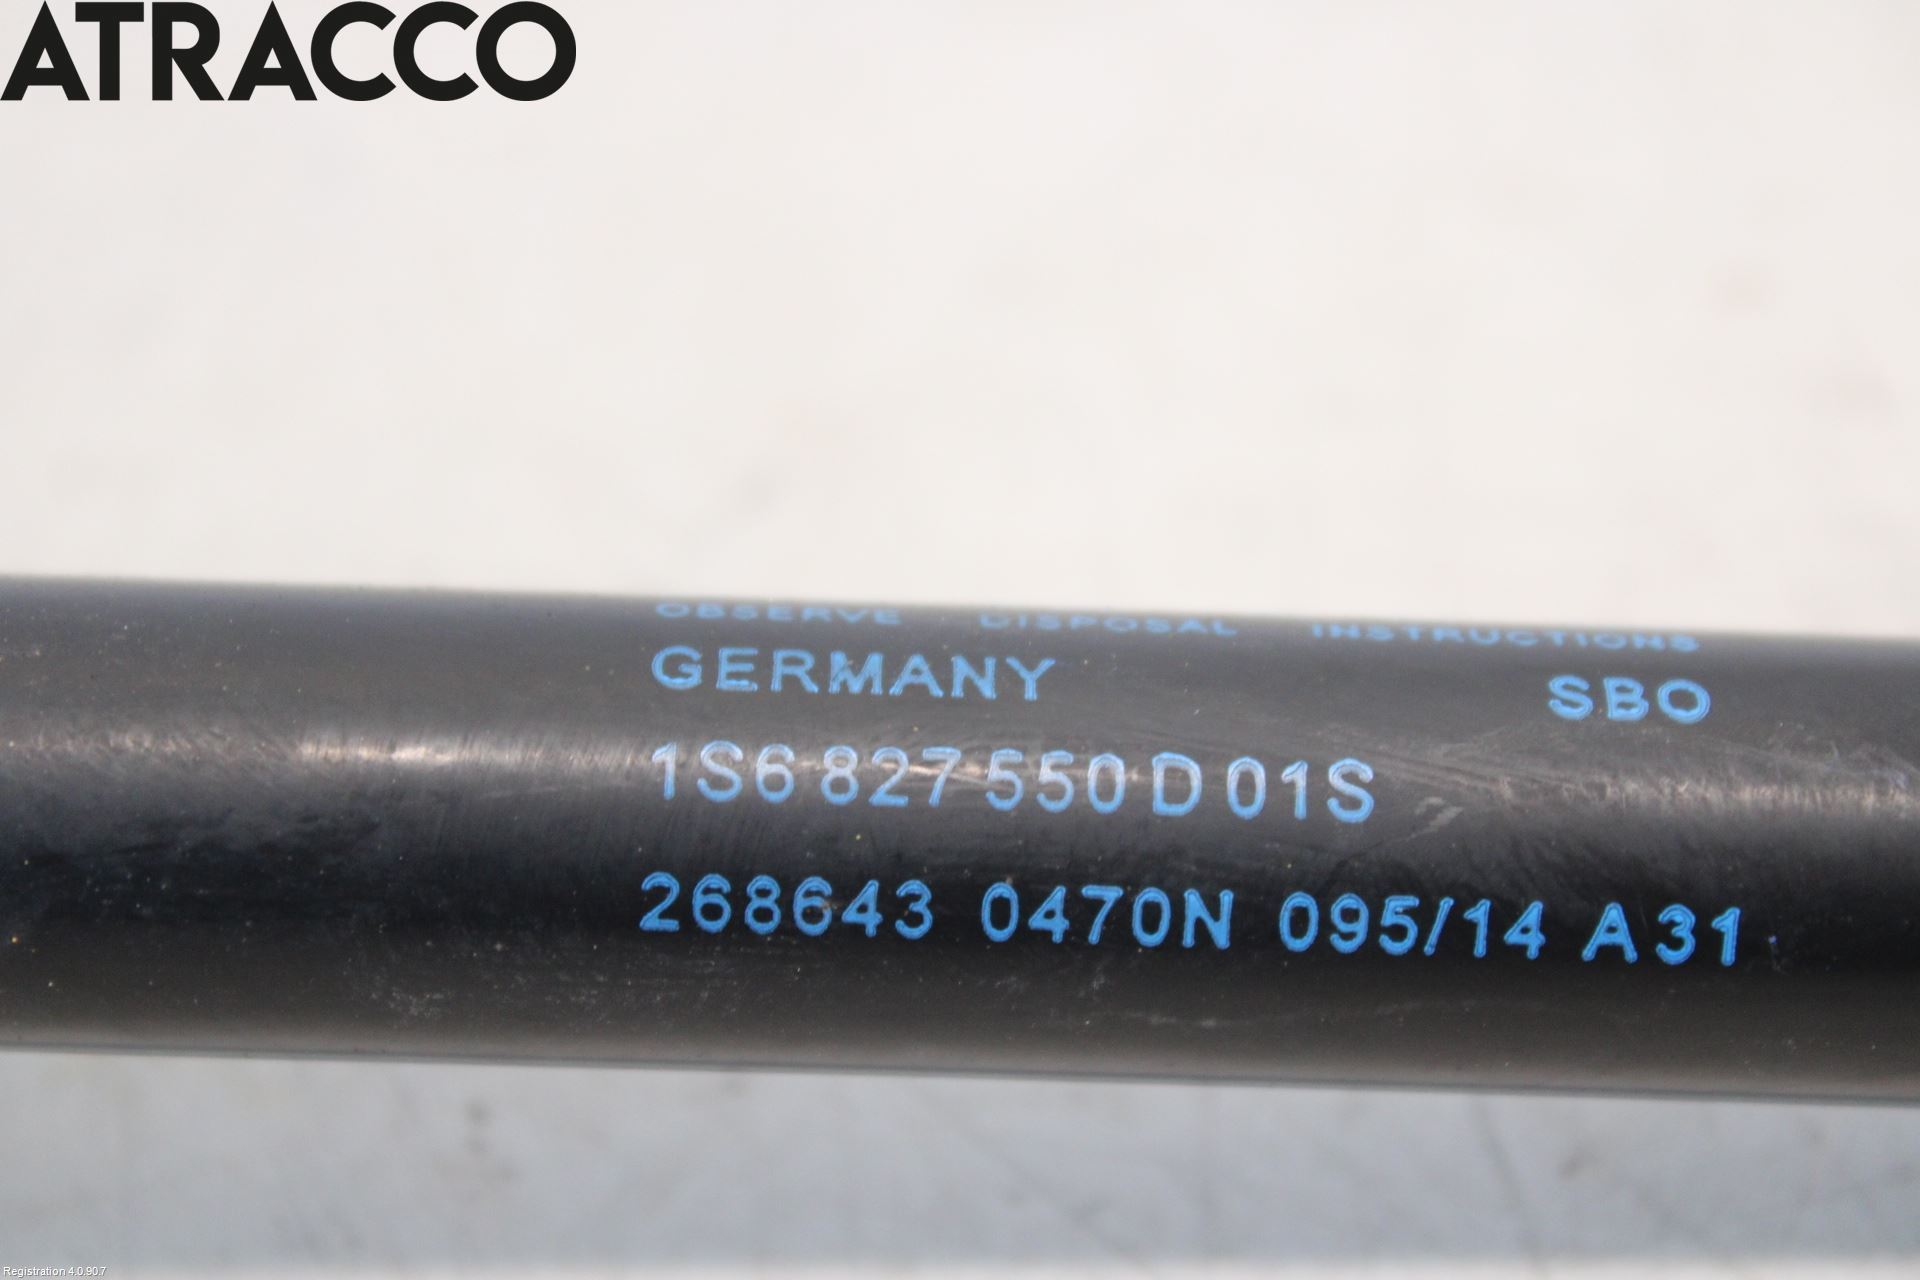 ATRACCO
OBSERVE DISPOSAL INSTRUCTIONS
GERMANY SBO
1S6 827 550 D 01S
268643 0470N 095/14 A31
Registration 4.0.90.7